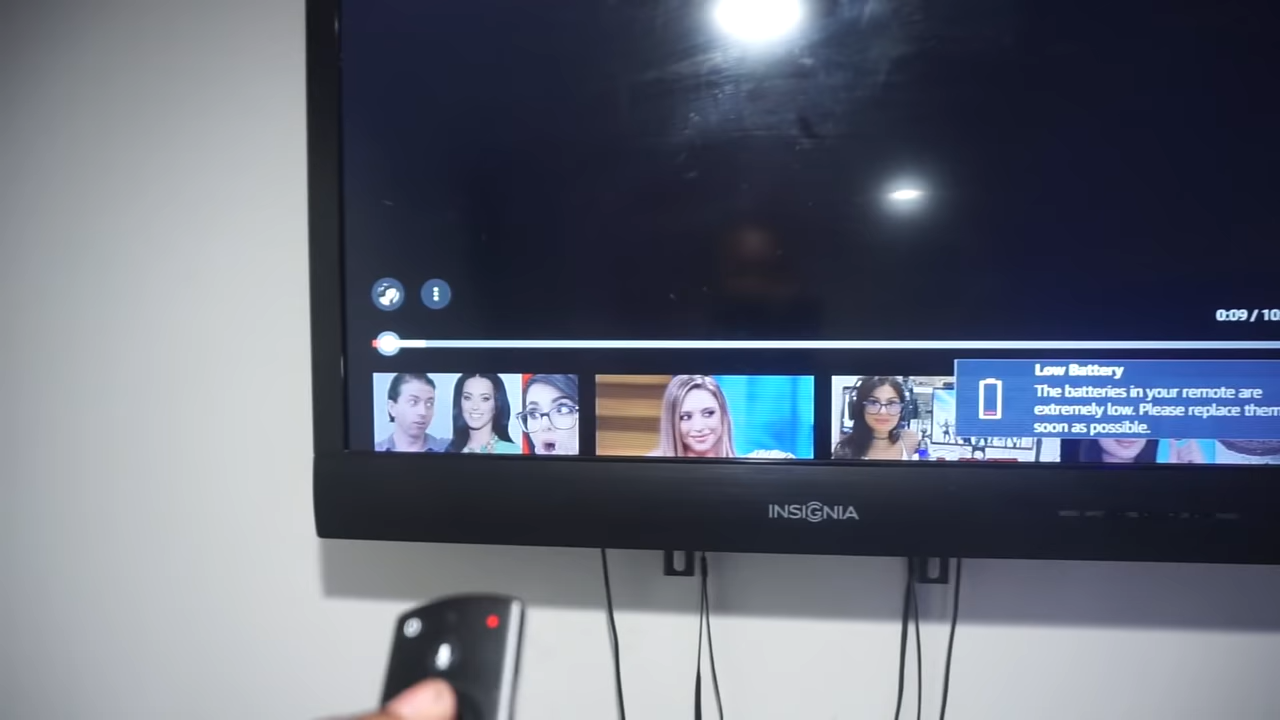 0:09 / 10
Low Battery
The batteries in your remote are
extremely low. Please replace them
soon as possible.
INSIGNIA